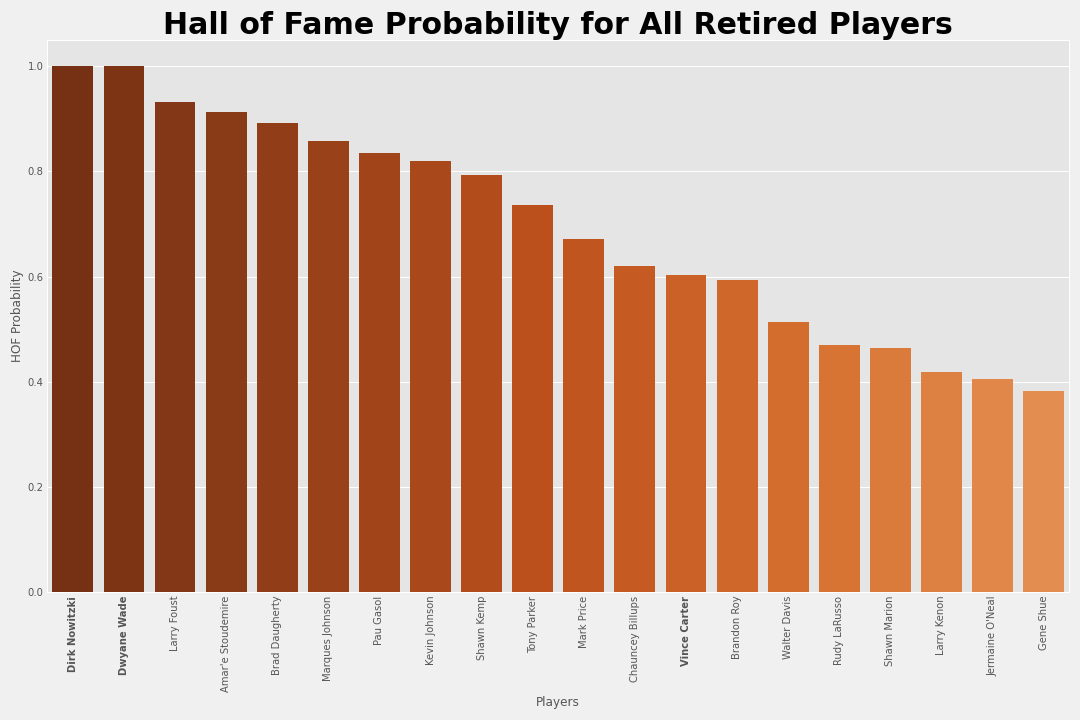 Hall of Fame Probability for All Retired Players
HOF Probability
1.0
0.8
0.6
0.4
0.2
0.0
Dirk Nowitzki
Dwyane Wade
Larry Foust
Amar'e Stoudemire
Brad Daugherty
Marques Johnson
Pau Gasol
Kevin Johnson
Shawn Kemp
Tony Parker
Mark Price
Chauncey Billups
Vince Carter
Brandon Roy
Walter Davis
Rudy LaRusso
Shawn Marion
Larry Kenon
Jermaine O'Neal
Gene Shue
Players